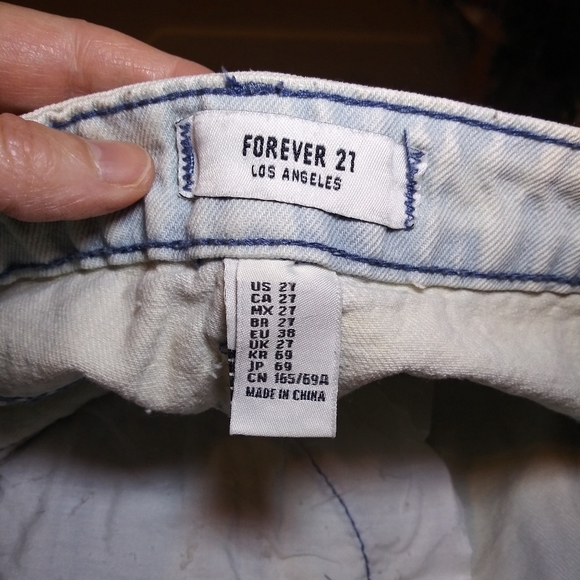 FOREVER 21
LOS ANGELES
US 27
CA 27
MX 27
BR 27
EU 38
UK 27
KR 69
JP 69
CN 165/69A
MADE IN CHINA